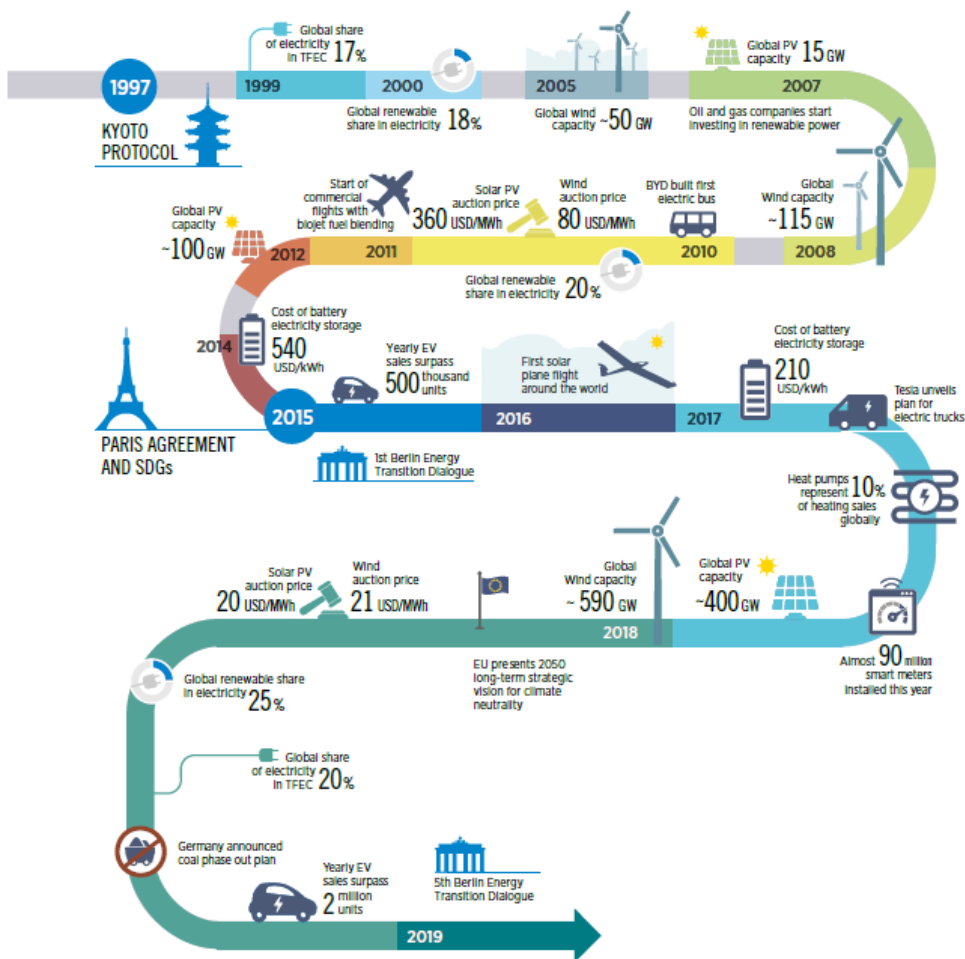 Global share
of electricity
in TFEC 17%
Global PV
capacity 15 GW
1997
1999
2000
2005
2007
KYOTO
PROTOCOL
Global renewable
share in electricity 18%
Global wind
capacity ~50 GW
Oil and gas companies start
investing in renewable power
Global PV
capacity
~100 GW
Start of
commercial
flights with
biojet fuel blending
Solar PV
auction price
360 USD/MWh
Wind
auction price
80 USD/MWh
BYD built first
electric bus
Global
Wind capacity
~115 GW
2012
2011
2010
2008
Global renewable
share in electricity 20%
2014
Cost of battery
electricity storage
540
USD/kWh
Yearly EV
sales surpass
500 thousand
units
First solar
plane flight
around the world
Cost of battery
electricity storage
210
USD/kWh
Tesla unveils
plan for
electric trucks
2015
2016
2017
PARIS AGREEMENT
AND SDGs
1st Berlin Energy
Transition Dialogue
Heat pumps
represent 10%
of heating sales
globally
Solar PV
auction price
20 USD/MWh
Wind
auction price
21 USD/MWh
Global
Wind capacity
~ 590 GW
Global PV
capacity
~400 GW
2018
EU presents 2050
long-term strategic
vision for climate
neutrality
Almost 90 million
smart meters
installed this year
Global renewable share
in electricity 25%
Global share
of electricity
in TFEC 20%
Germany announced
coal phase out plan
Yearly EV
sales surpass
2 million
units
5th Berlin Energy
Transition Dialogue
2019